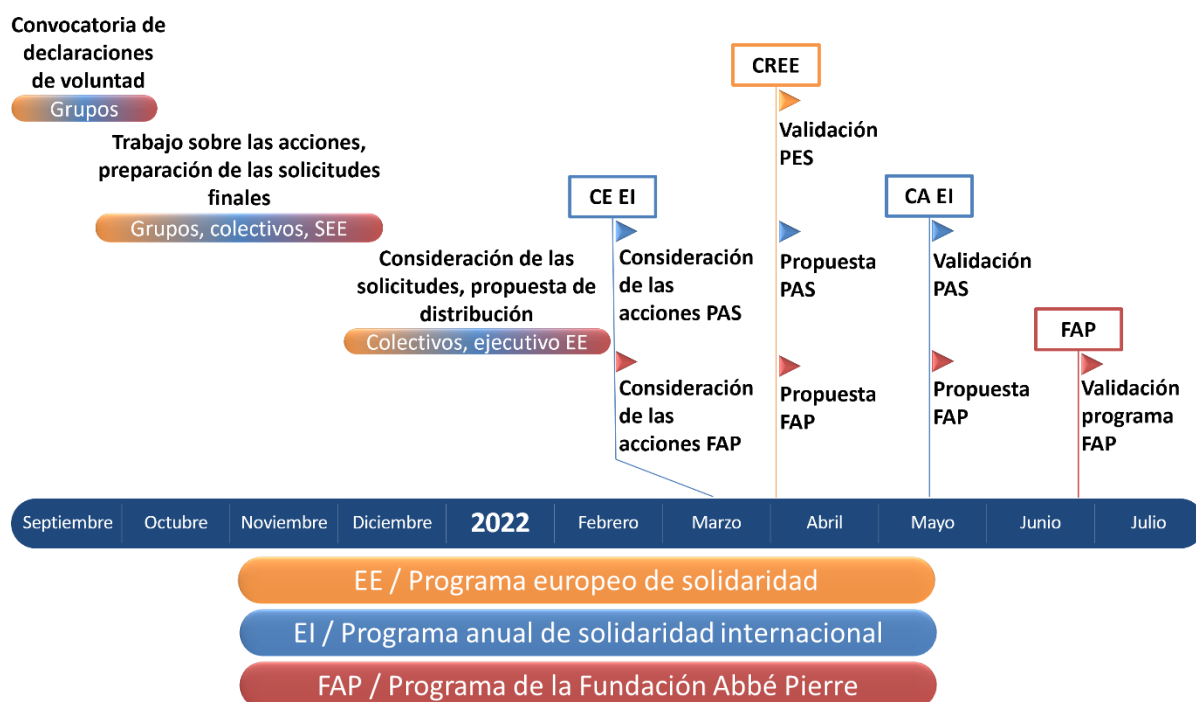 Convocatoria de
declaraciones
de voluntad
Grupos
Trabajo sobre las acciones,
preparación de las solicitudes
finales
Grupos, colectivos, SEE
Consideración de las
solicitudes, propuesta de
distribución
Colectivos, ejecutivo EE
CE EI
Consideración
de las
acciones PAS
Consideración
de las
acciones FAP
CREE
Validación
PES
Propuesta
PAS
Propuesta
FAP
CA EI
Validación
PAS
Propuesta
FAP
FAP
Validación
programa
FAP
Septiembre Octubre Noviembre Diciembre 2022 Febrero Marzo Abril Mayo Junio Julio
EE / Programa europeo de solidaridad
EI / Programa anual de solidaridad internacional
FAP / Programa de la Fundación Abbé Pierre